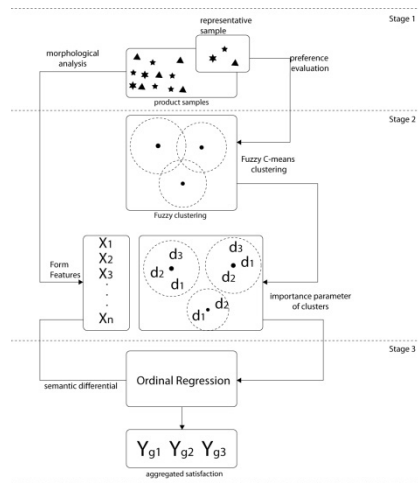 Stage 1
representative
sample
morphological
analysis
preference
evaluation
product samples
Stage 2
Fuzzy C-means
clustering
Fuzzy clustering
Form
Features
X1
X2
X3
.
.
.
Xn
d3
d2
d1
d3
d1
d2
d2
d1
importance parameter
of clusters
Stage 3
semantic differential
Ordinal Regression
Yg1 Yg2 Yg3
aggregated satisfaction